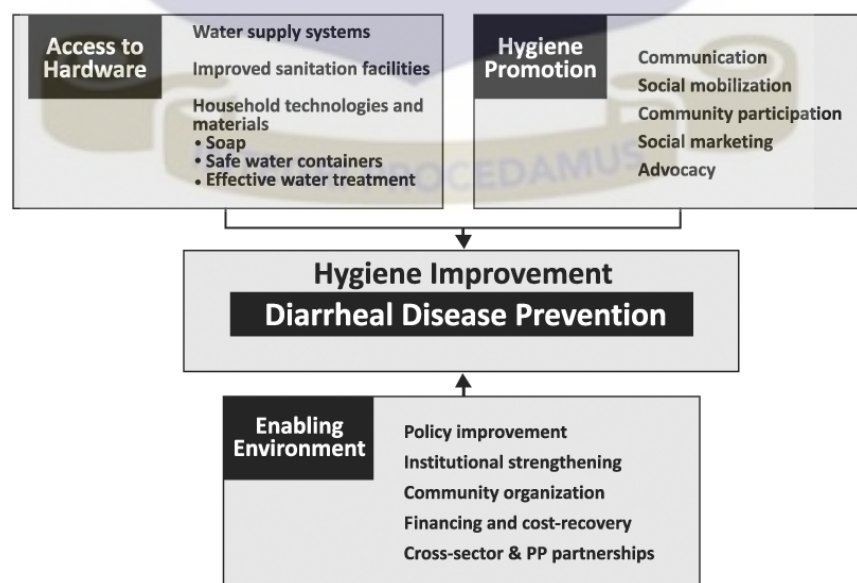 Access to
Hardware
Water supply systems
Improved sanitation facilities
Household technologies and
materials
• Soap
• Safe water containers
• Effective water treatment
Hygiene
Promotion
Communication
Social mobilization
Community participation
Social marketing
Advocacy
PROCEDAMUS
Hygiene Improvement
Diarrheal Disease Prevention
Enabling
Environment
Policy improvement
Institutional strengthening
Community organization
Financing and cost-recovery
Cross-sector & PP partnerships